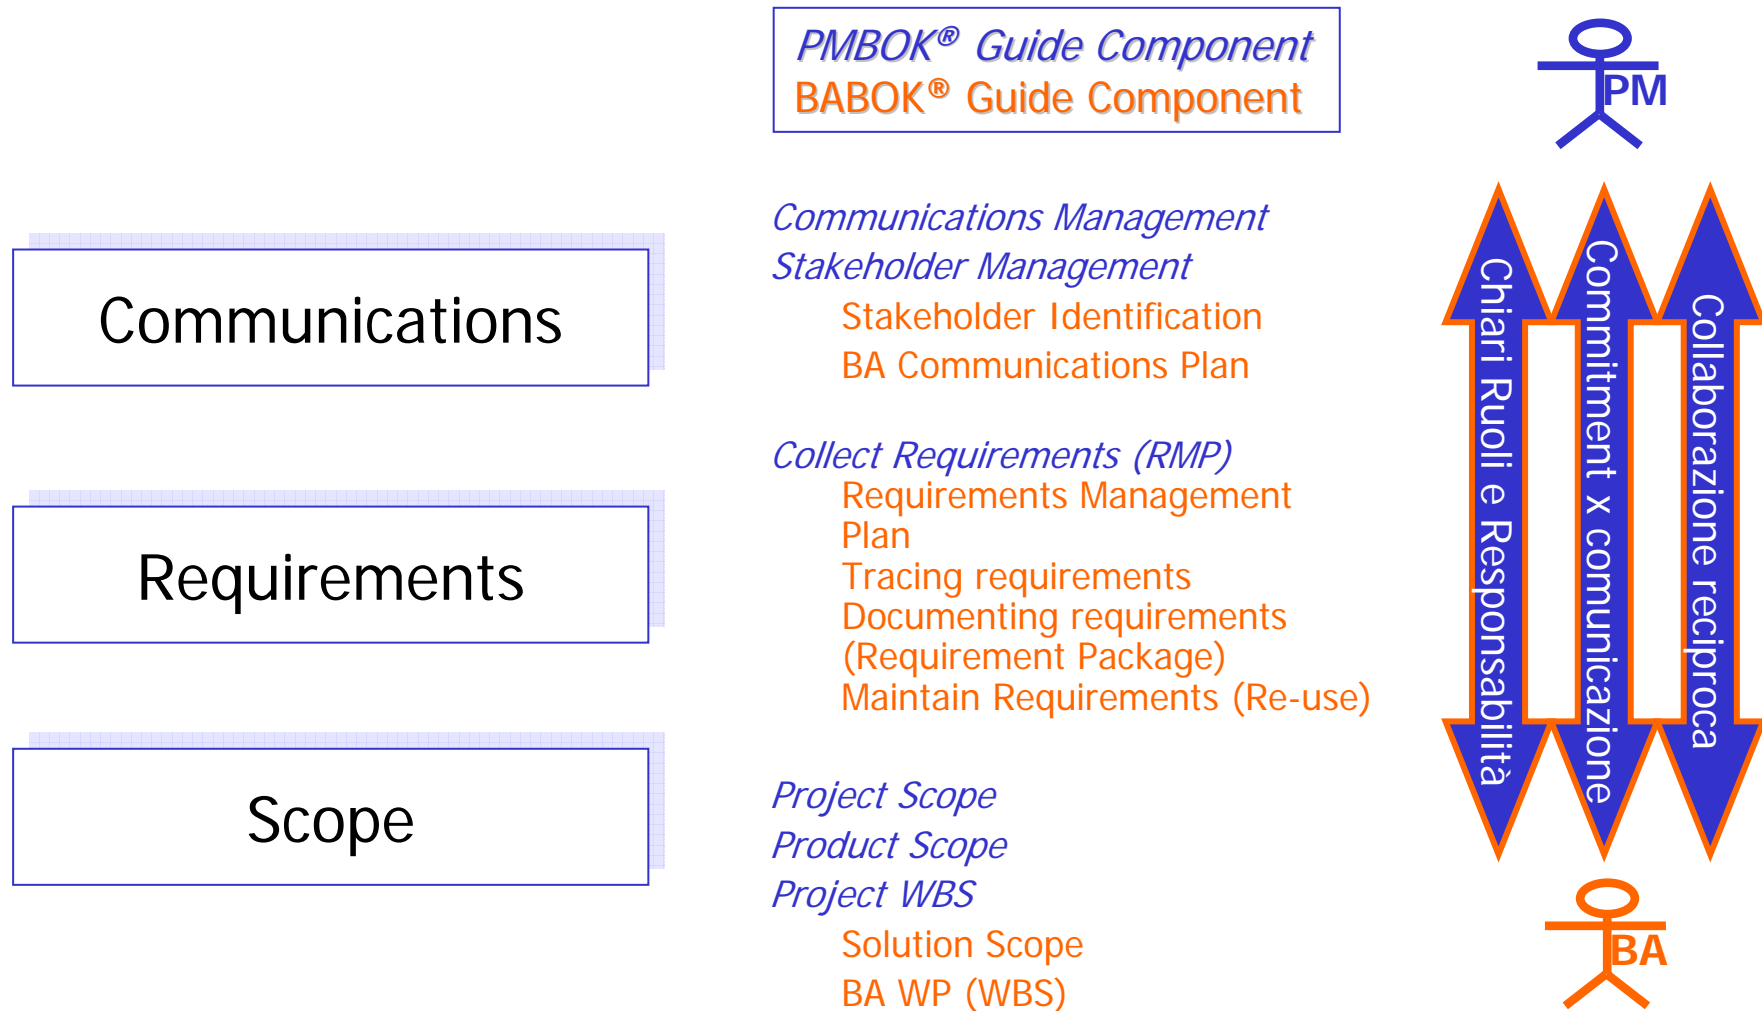 PMBOK® Guide Component
BABOK® Guide Component
PM
Communications
Communications Management
Stakeholder Management
Stakeholder Identification
BA Communications Plan
Requirements
Collect Requirements (RMP)
Requirements Management
Plan
Tracing requirements
Documenting requirements
(Requirement Package)
Maintain Requirements (Re-use)
Scope
Project Scope
Product Scope
Project WBS
Solution Scope
BA WP (WBS)
Chiari Ruoli e Responsabilità
Commitment x comunicazione
Collaborazione reciproca
BA